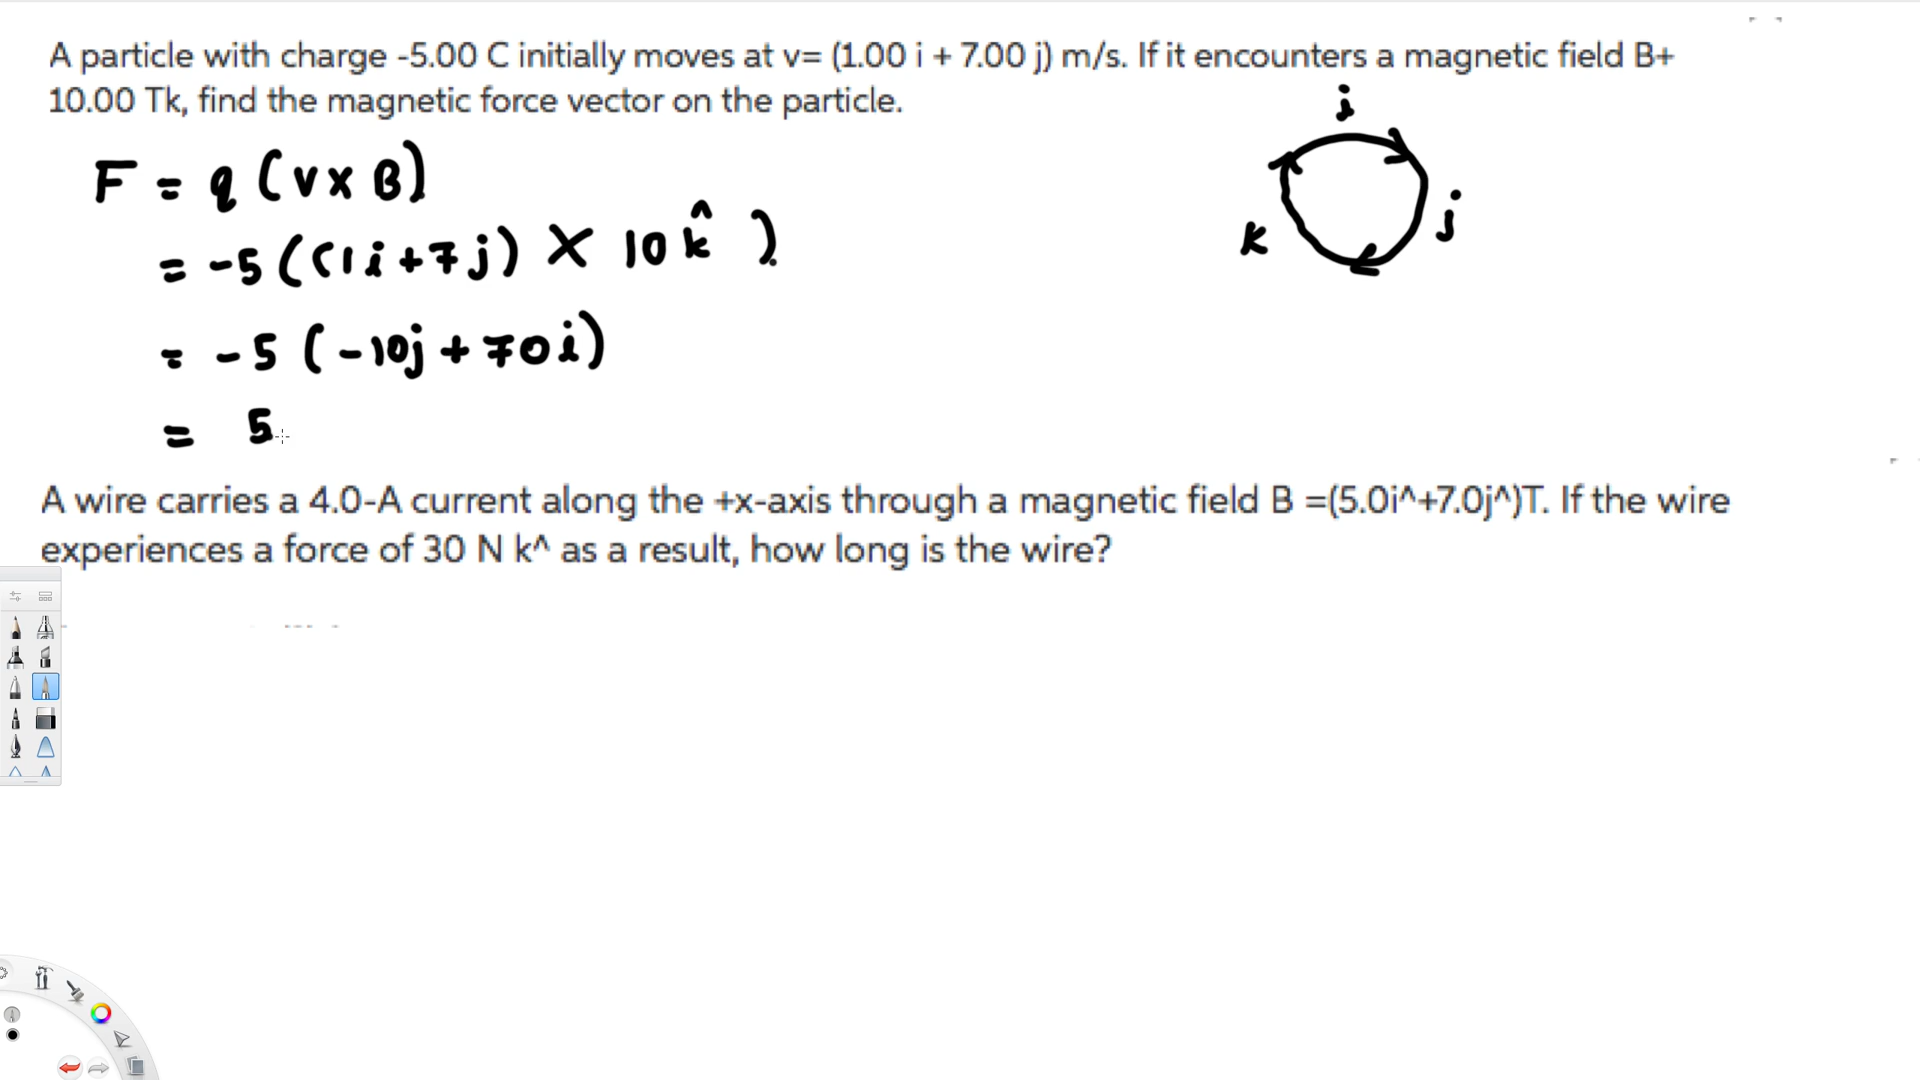 A particle with charge -5.00 C initially moves at v= (1.00 i + 7.00 j) m/s. If it encounters a magnetic field B+
10.00 Tk, find the magnetic force vector on the particle.
i
F = q (v x B)
= -5 ((1i+7j) X 10 k̂ )
k j
= -5 (-10j + 70i)
= 5
A wire carries a 4.0-A current along the +x-axis through a magnetic field B =(5.0i^+7.0j^)T. If the wire
experiences a force of 30 N k^ as a result, how long is the wire?